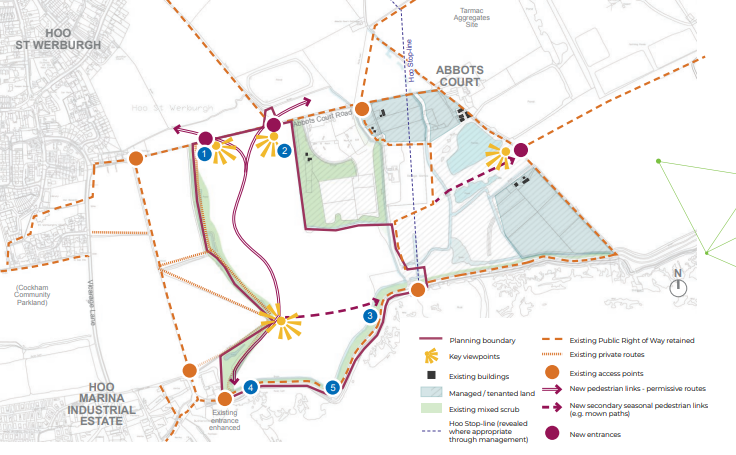 Tarmac
Aggregates
Site
HOO
ST WERBURGH
Hoo Stop-line
ABBOTS
COURT
Hoo St Werburgh
Abbots Court Road
1
2
(Cockham
Community
Parkland)
Vicarage Lane
N
3
4
5
HOO
MARINA
INDUSTRIAL
ESTATE
Existing
entrance
enhanced
Planning boundary
Key viewpoints
Existing buildings
Managed / tenanted land
Existing mixed scrub
Hoo Stop-line (revealed
where appropriate
through management)
Existing Public Right of Way retained
Existing private routes
Existing access points
New pedestrian links - permissive routes
New secondary seasonal pedestrian links
(e.g. mown paths)
New entrances